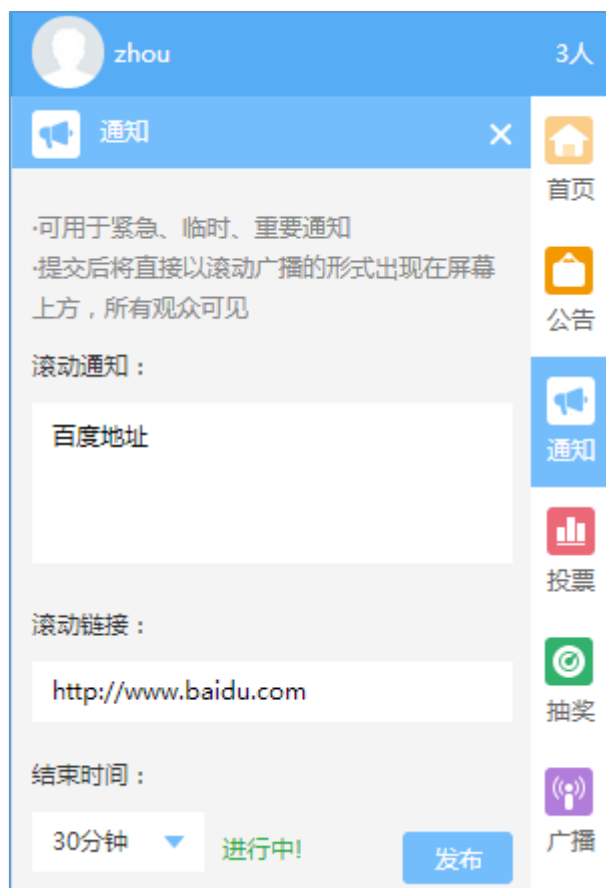 zhou
3人
通知
·可用于紧急、临时、重要通知
·提交后将直接以滚动广播的形式出现在屏幕
上方，所有观众可见
滚动通知：
百度地址
滚动链接：
http://www.baidu.com
结束时间：
30分钟
进行中!
发布
首页
公告
通知
投票
抽奖
广播